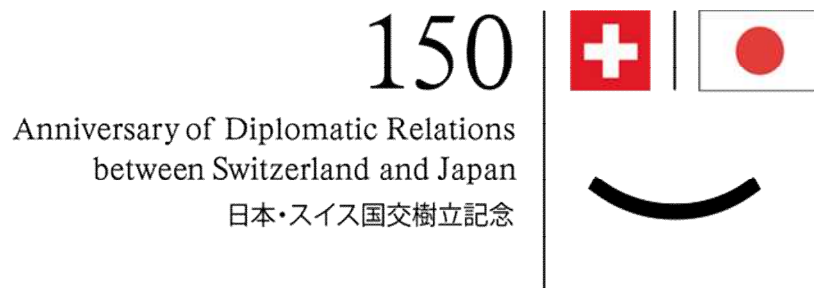 150
Anniversary of Diplomatic Relations
between Switzerland and Japan
日本・スイス国交樹立記念